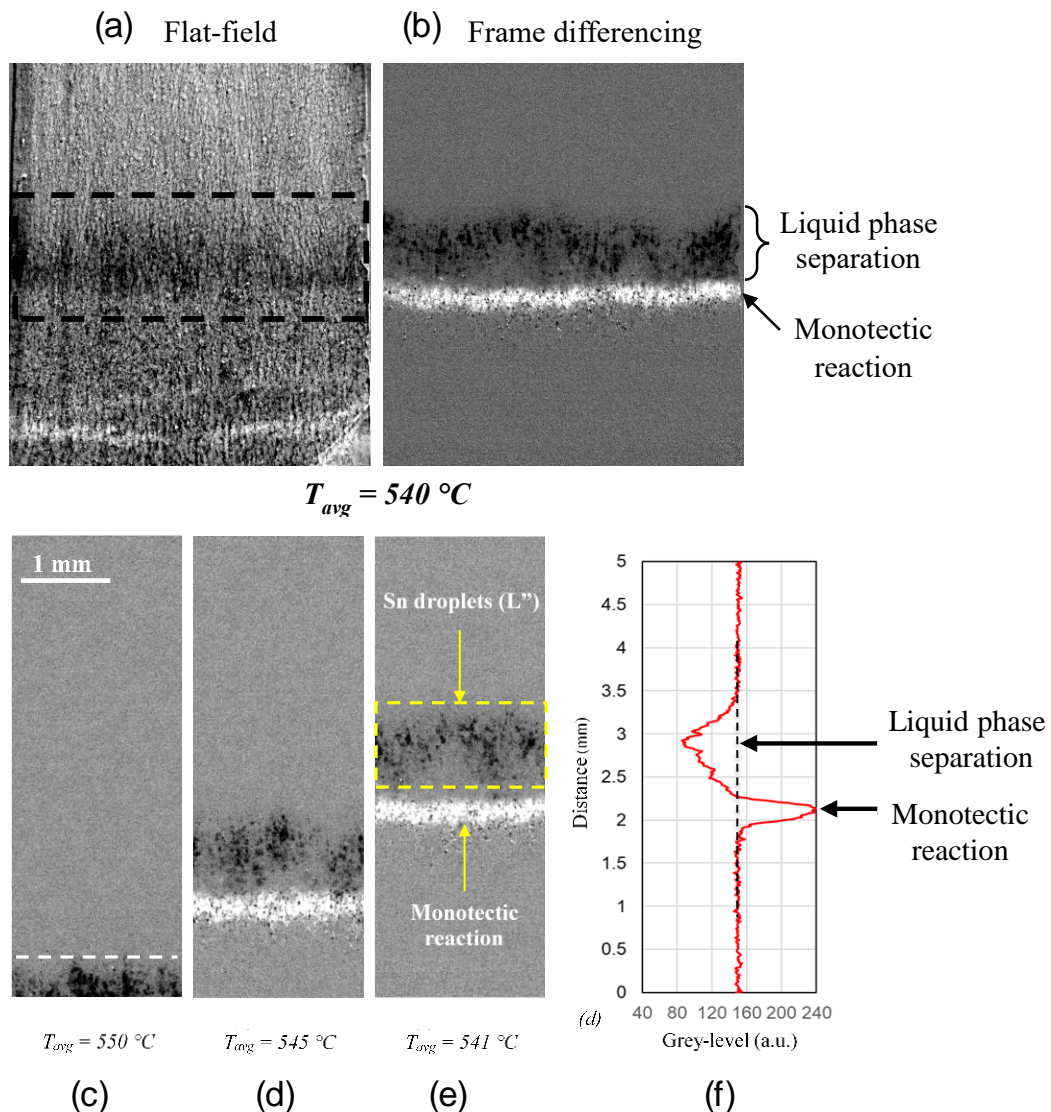 (a) Flat-field
(b) Frame differencing
Liquid phase
separation
Monotectic
reaction
T_avg = 540 °C
1 mm
Sn droplets (L”)
Monotectic
reaction
T_avg = 550 °C
T_avg = 545 °C
T_avg = 541 °C
(c)
(d)
(e)
5
4.5
4
3.5
3
2.5
2
1.5
1
0.5
0
Distance (mm)
40 80 120 160 200 240
(d)
Grey-level (a.u.)
Liquid phase
separation
Monotectic
reaction
(f)